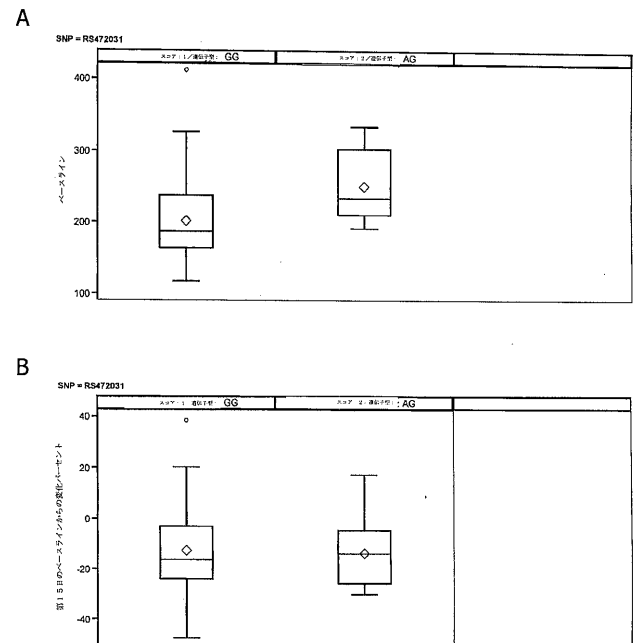 A
SNP = RS472031
スコア：1／遺伝子型： GG
スコア：2／遺伝子型： AG
400
300
200
100
ベースライン
B
SNP = RS472031
スコア：1 遺伝子型： GG
スコア：2：遺伝子型：：AG
40
20
0
-20
-40
第１５日のベースラインからの変化パーセント